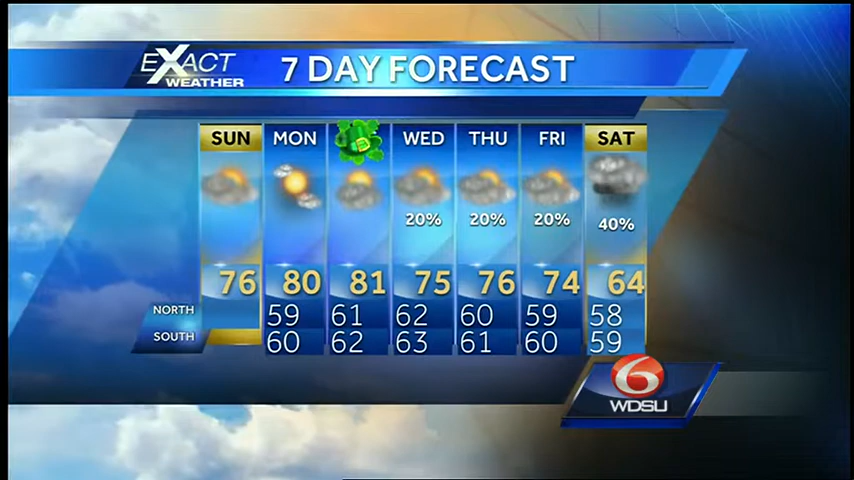 EXACT WEATHER
7 DAY FORECAST
SUN MON WED THU FRI SAT
20% 20% 20% 40%
76 80 81 75 76 74 64
NORTH 59 61 62 60 59 58
SOUTH 60 62 63 61 60 59
6
WDSU